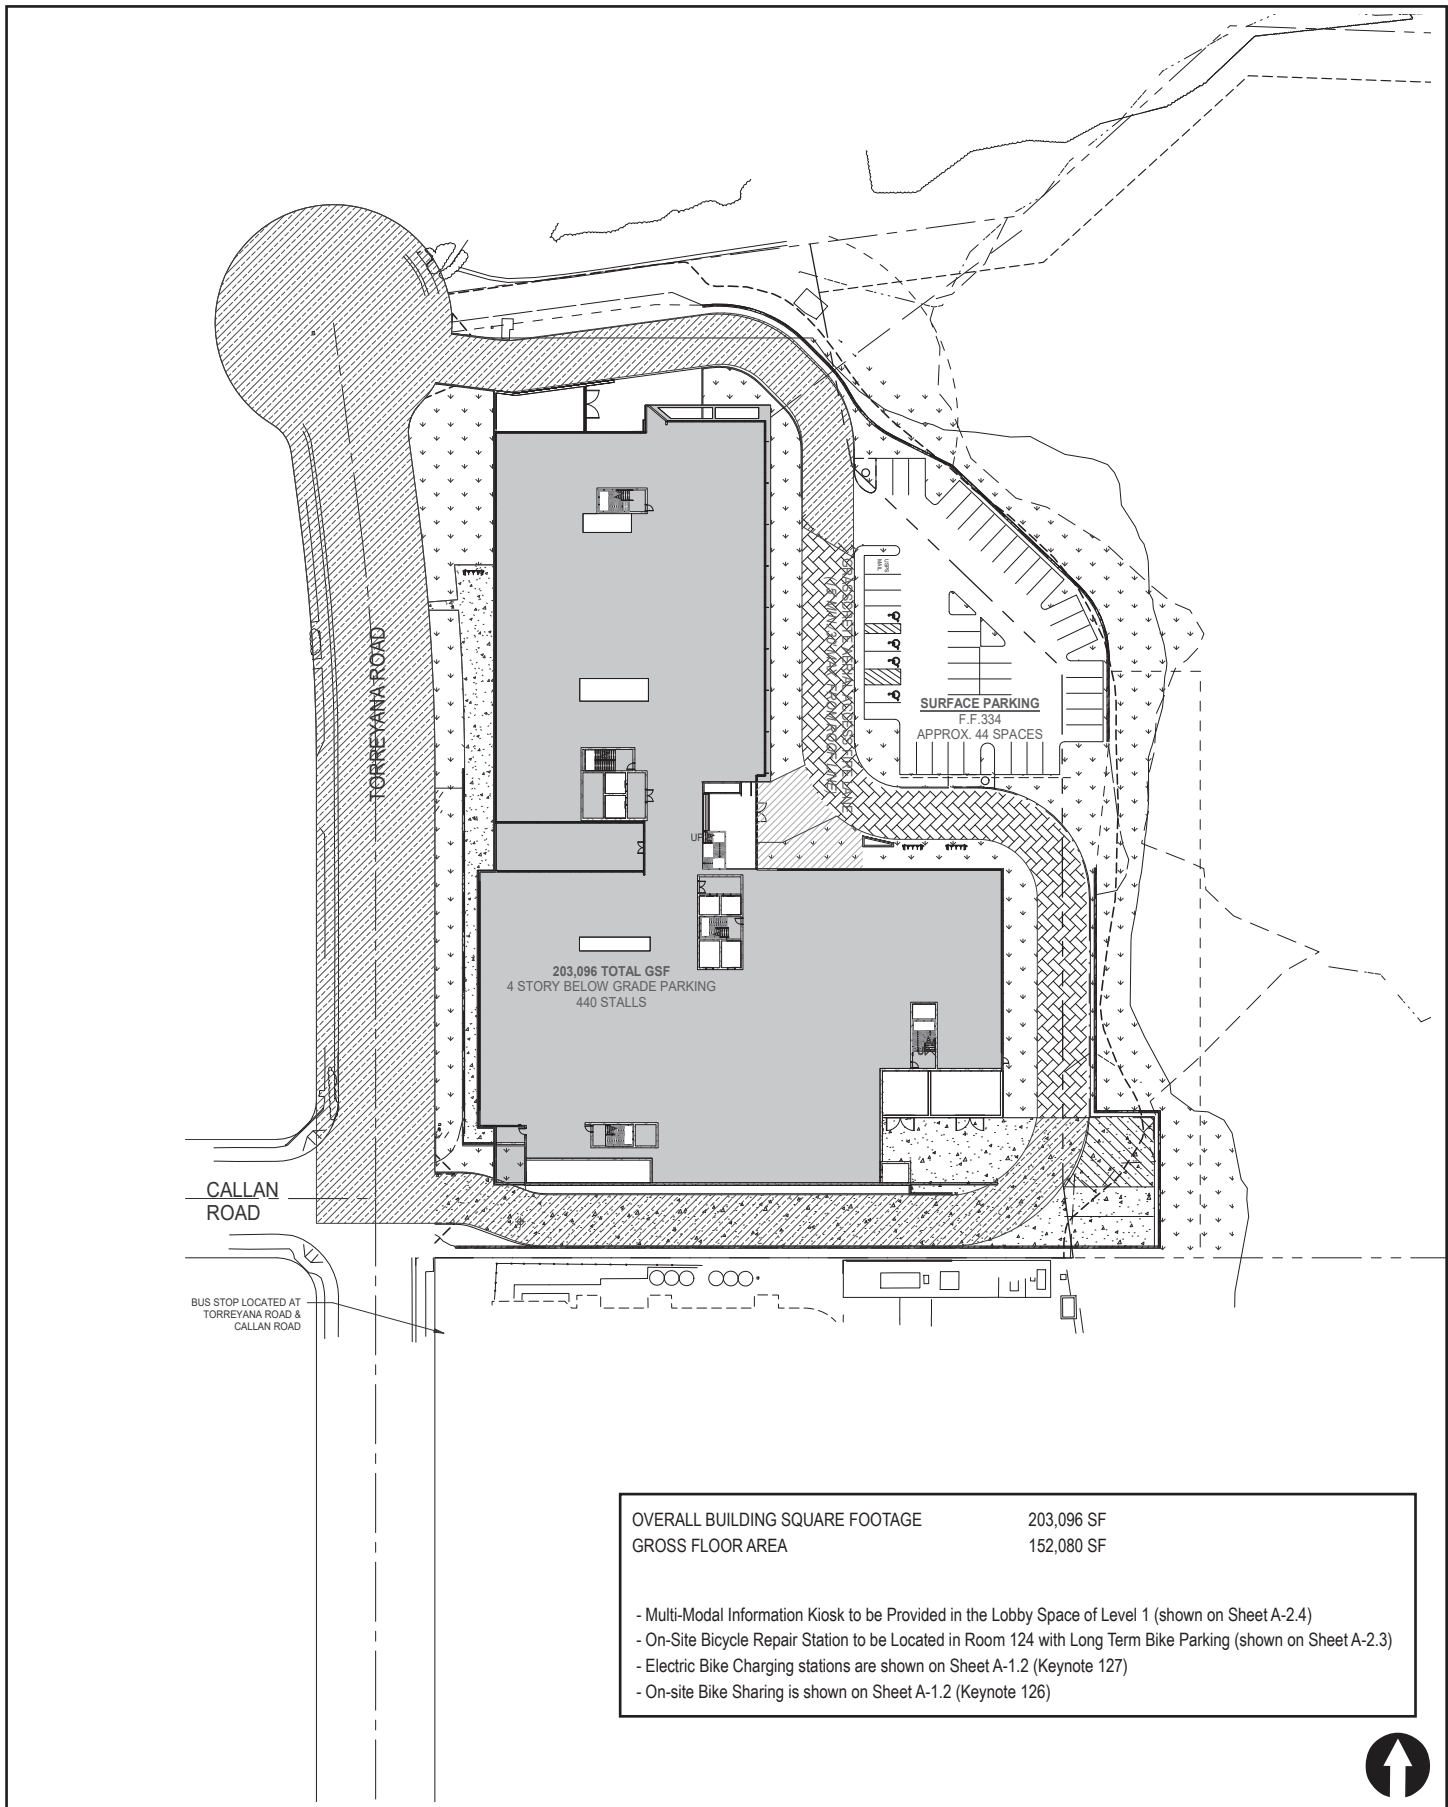 USPS
MAIL
TORREYANA ROAD
SURFACE PARKING
F.F.334
APPROX. 44 SPACES
203,096 TOTAL GSF
4 STORY BELOW GRADE PARKING
440 STALLS
CALLAN
ROAD
BUS STOP LOCATED AT
TORREYANA ROAD &
CALLAN ROAD
OVERALL BUILDING SQUARE FOOTAGE 203,096 SF
GROSS FLOOR AREA 152,080 SF
- Multi-Modal Information Kiosk to be Provided in the Lobby Space of Level 1 (shown on Sheet A-2.4)
- On-Site Bicycle Repair Station to be Located in Room 124 with Long Term Bike Parking (shown on Sheet A-2.3)
- Electric Bike Charging stations are shown on Sheet A-1.2 (Keynote 127)
- On-site Bike Sharing is shown on Sheet A-1.2 (Keynote 126)